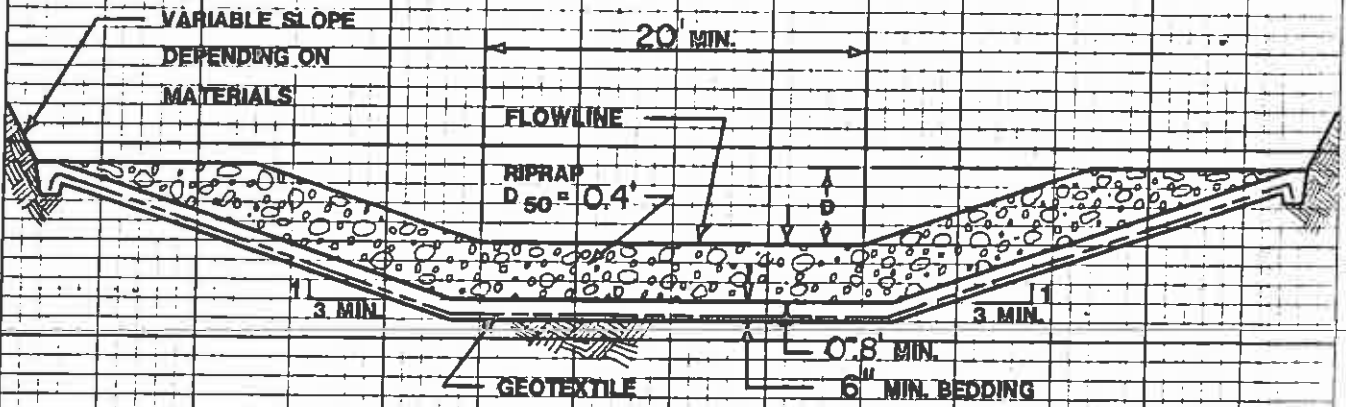 VARIABLE SLOPE
DEPENDING ON
MATERIALS
20' MIN.
FLOWLINE
RIPRAP
D 50 = 0.4'
D
1
3 MIN.
1
3 MIN.
0.8' MIN.
6" MIN. BEDDING
GEOTEXTILE